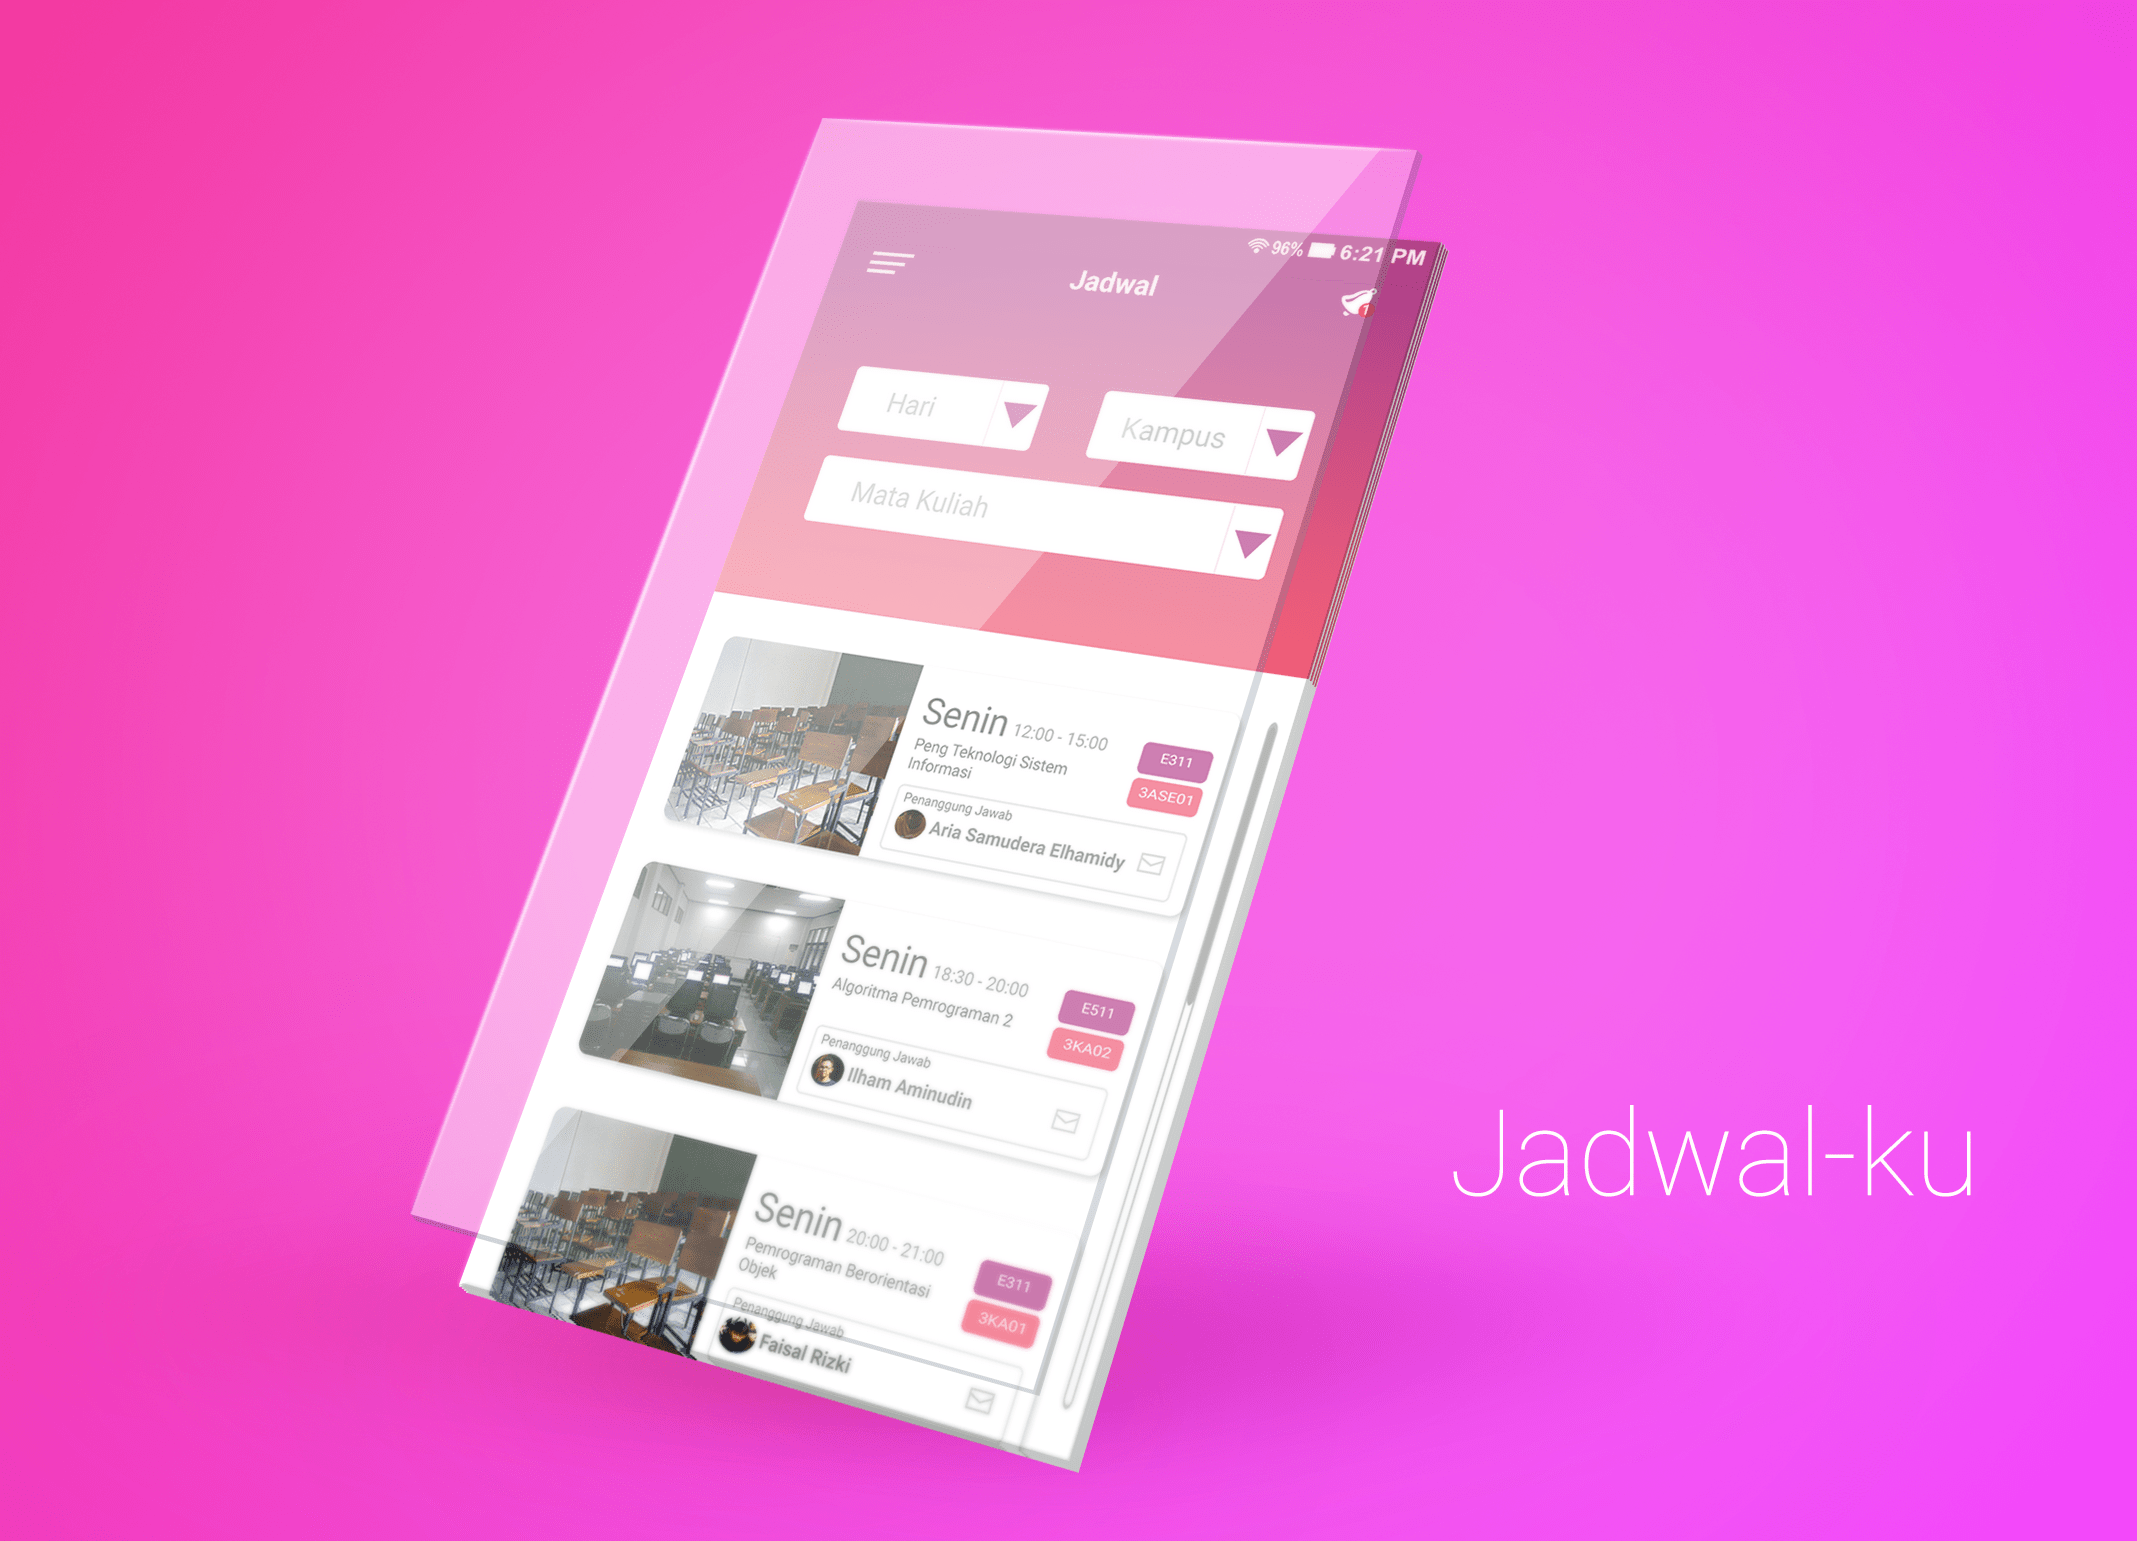 96% 6:21 PM
Jadwal
1
Hari
Kampus
Mata Kuliah
Senin 12:00 - 15:00
Peng Teknologi Sistem
Informasi
E311
3ASE01
Penanggung Jawab
Aria Samudera Elhamidy
Senin 18:30 - 20:00
Algoritma Pemrograman 2
E511
3KA02
Penanggung Jawab
Ilham Aminudin
Senin 20:00 - 21:00
Pemrograman Berorientasi
Objek
E311
3KA01
Penanggung Jawab
Faisal Rizki
Jadwal-ku